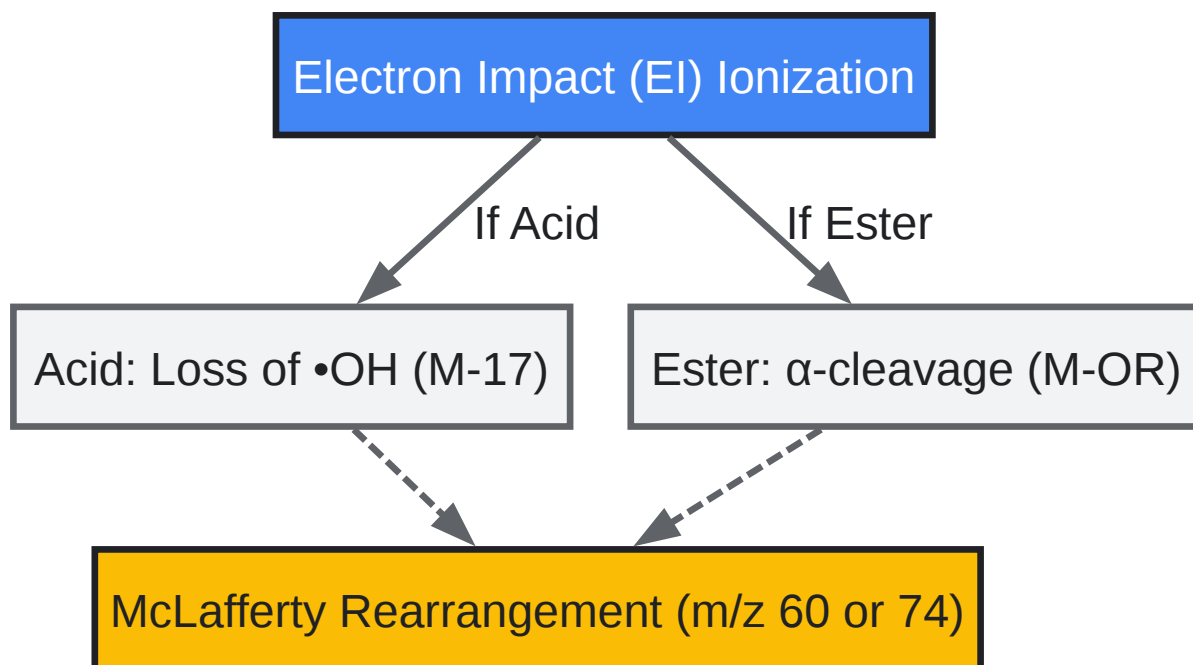 Electron Impact (EI) Ionization
If Acid
If Ester
Acid: Loss of •OH (M-17)
Ester: α-cleavage (M-OR)
McLafferty Rearrangement (m/z 60 or 74)